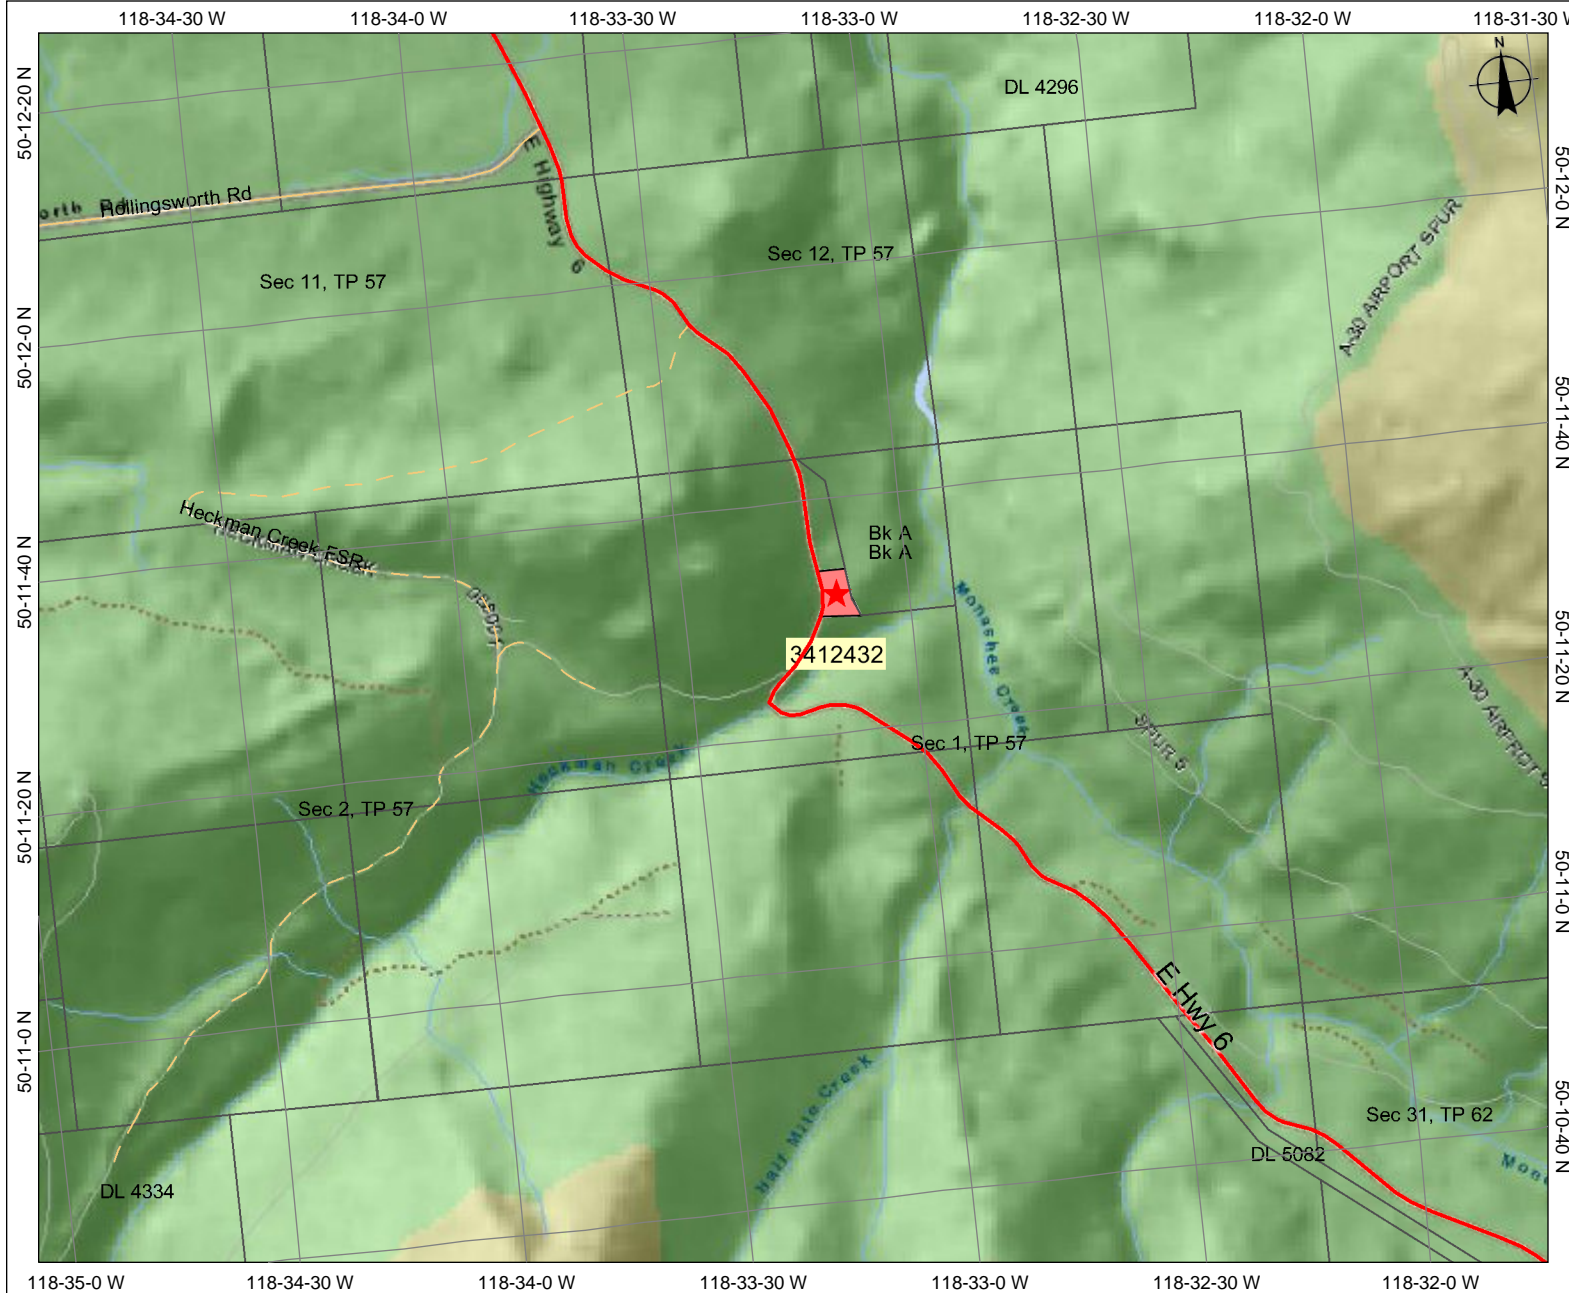 118-34-30 W 118-34-0 W 118-33-30 W 118-33-0 W 118-32-30 W 118-32-0 W 118-31-30 W
N
50-12-20 N
50-12-0 N
50-11-40 N
50-11-20 N
50-11-0 N
50-12-0 N
50-11-40 N
50-11-20 N
50-11-0 N
50-10-40 N
DL 4296
orth Rd
Hollingsworth Rd
E Highway 6
Sec 12, TP 57
Sec 11, TP 57
A-30 AIRPORT SPUR
Heckman Creek FSR
Bk A
Bk A
3412432
Monashee Creek
A-30 AIRPROT S
Sec 1, TP 57
SPUR 5
Heckman Creek
Sec 2, TP 57
E Hwy 6
Half Mile Creek
Sec 31, TP 62
DL 5082
Mon
DL 4334
118-35-0 W 118-34-30 W 118-34-0 W 118-33-30 W 118-33-0 W 118-32-30 W 118-32-0 W